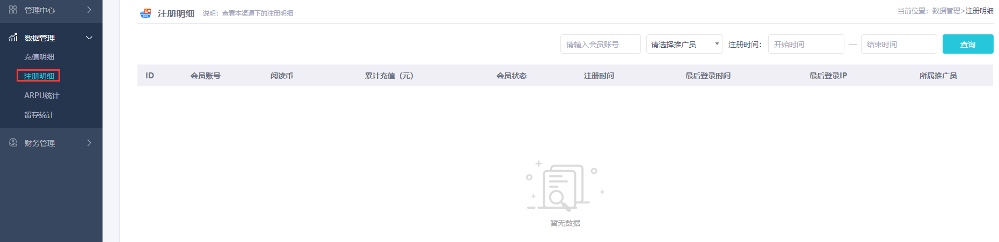 管理中心
数据管理
充值明细
注册明细
ARPU统计
留存统计
财务管理
注册明细 说明：查看本渠道下的注册明细
当前位置：数据管理>注册明细
请输入会员账号 请选择推广员 注册时间： 开始时间 — 结束时间 查询
ID 会员账号 阅读币 累计充值（元） 会员状态 注册时间 最后登录时间 最后登录IP 所属推广员
暂无数据